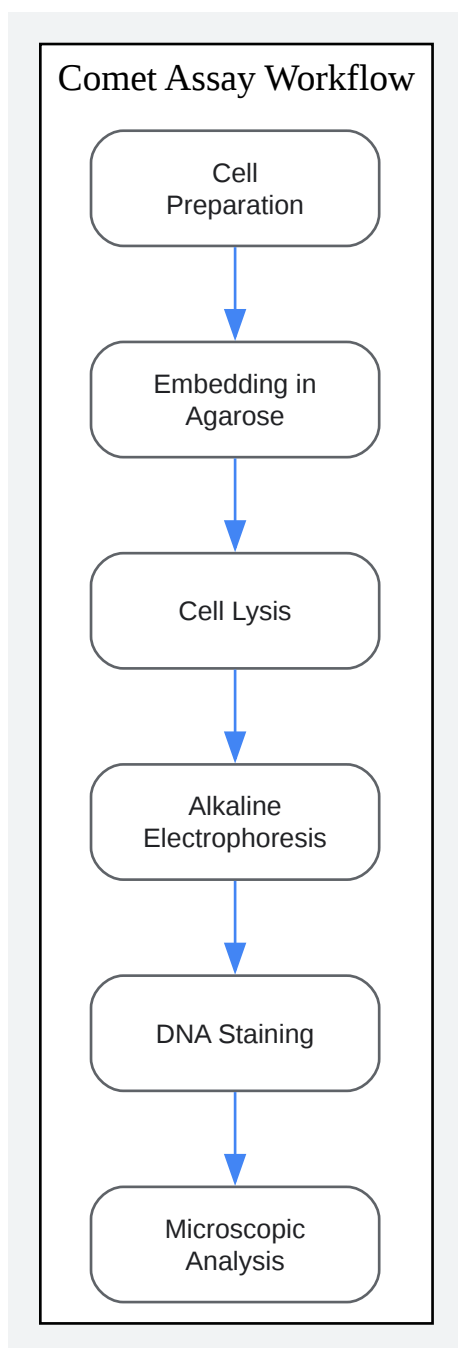 Comet Assay Workflow
Cell
Preparation
Embedding in
Agarose
Cell Lysis
Alkaline
Electrophoresis
DNA Staining
Microscopic
Analysis